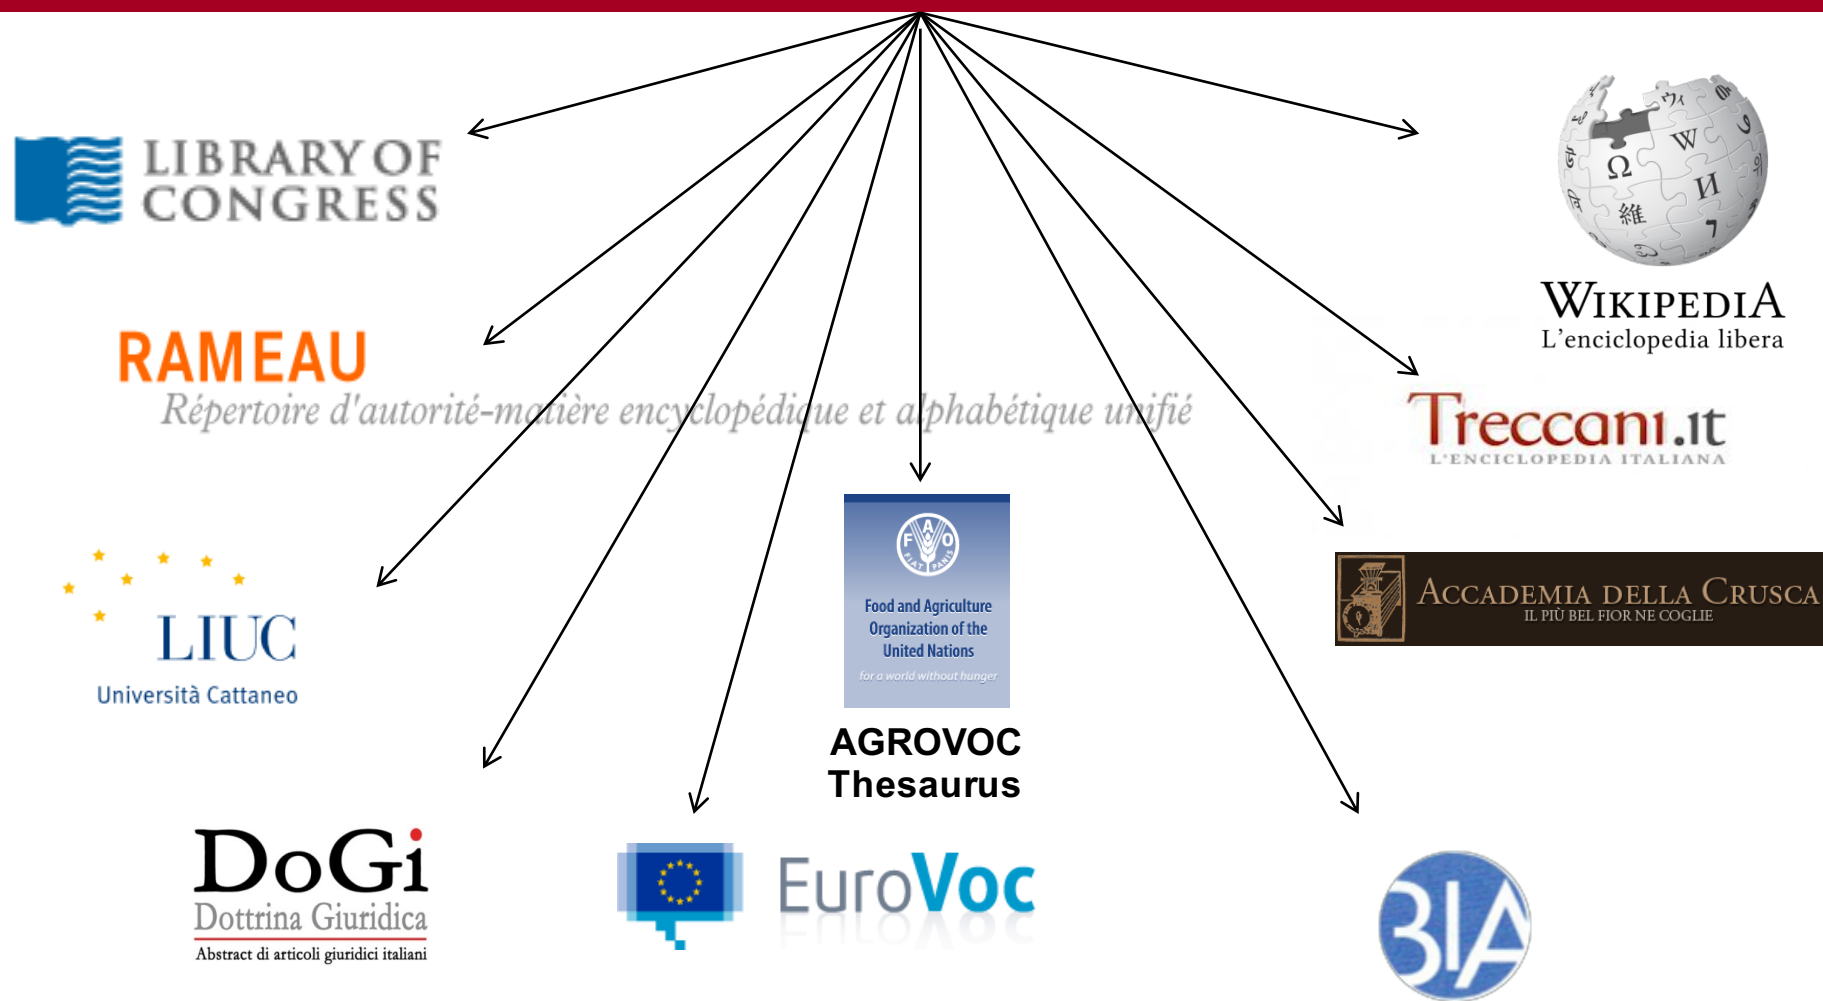 LIBRARY OF
CONGRESS
WIKIPEDIA
L'enciclopedia libera
RAMEAU
Répertoire d'autorité-matière encyclopédique et alphabétique unifié
Treccani.it
L'ENCICLOPEDIA ITALIANA
LIUC
Università Cattaneo
F A O
FIAT PANIS
Food and Agriculture
Organization of the
United Nations
for a world without hunger
AGROVOC
Thesaurus
ACCADEMIA DELLA CRUSCA
IL PIÙ BEL FIOR NE COGLIE
DoGi
Dottrina Giuridica
Abstract di articoli giuridici italiani
EuroVoc
BIA